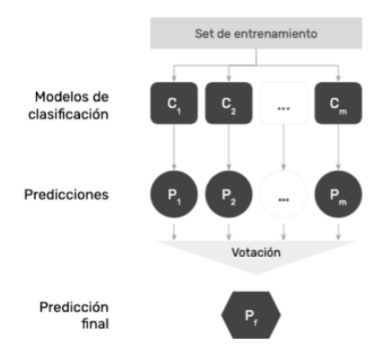 Set de entrenamiento
Modelos de
clasificación
C1 C2 ... Cm
Predicciones
P1 P2 ... Pm
Votación
Predicción
final
Pf